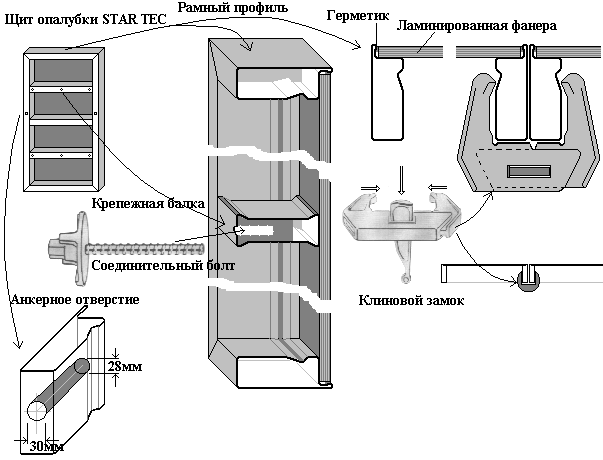 Щит опалубки STAR TEC
Рамный профиль
Герметик
Ламинированная фанера
Крепежная балка
Соединительный болт
Клиновой замок
Анкерное отверстие
28мм
30мм